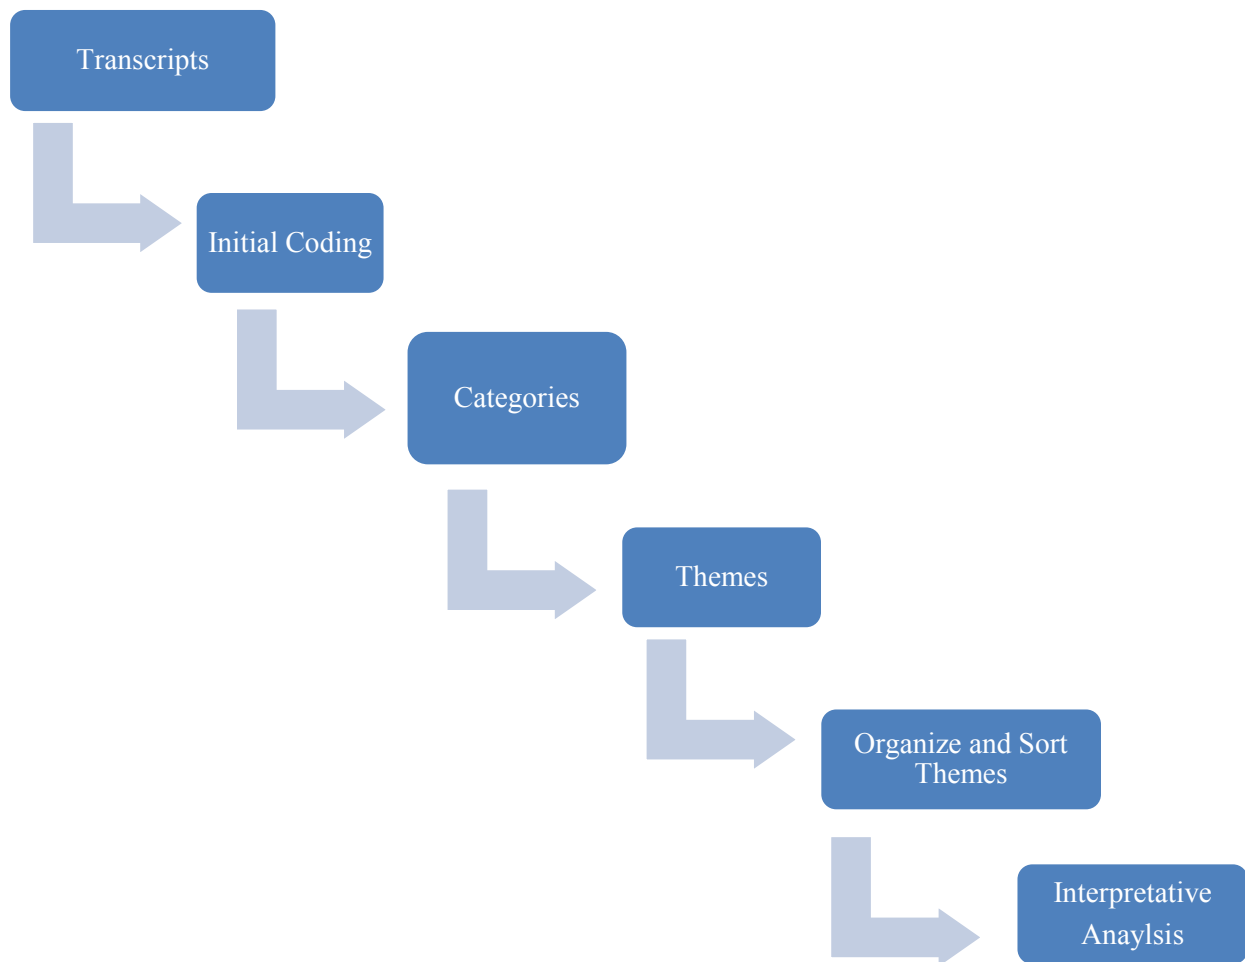 Transcripts
Initial Coding
Categories
Themes
Organize and Sort
Themes
Interpretative
Anaylsis